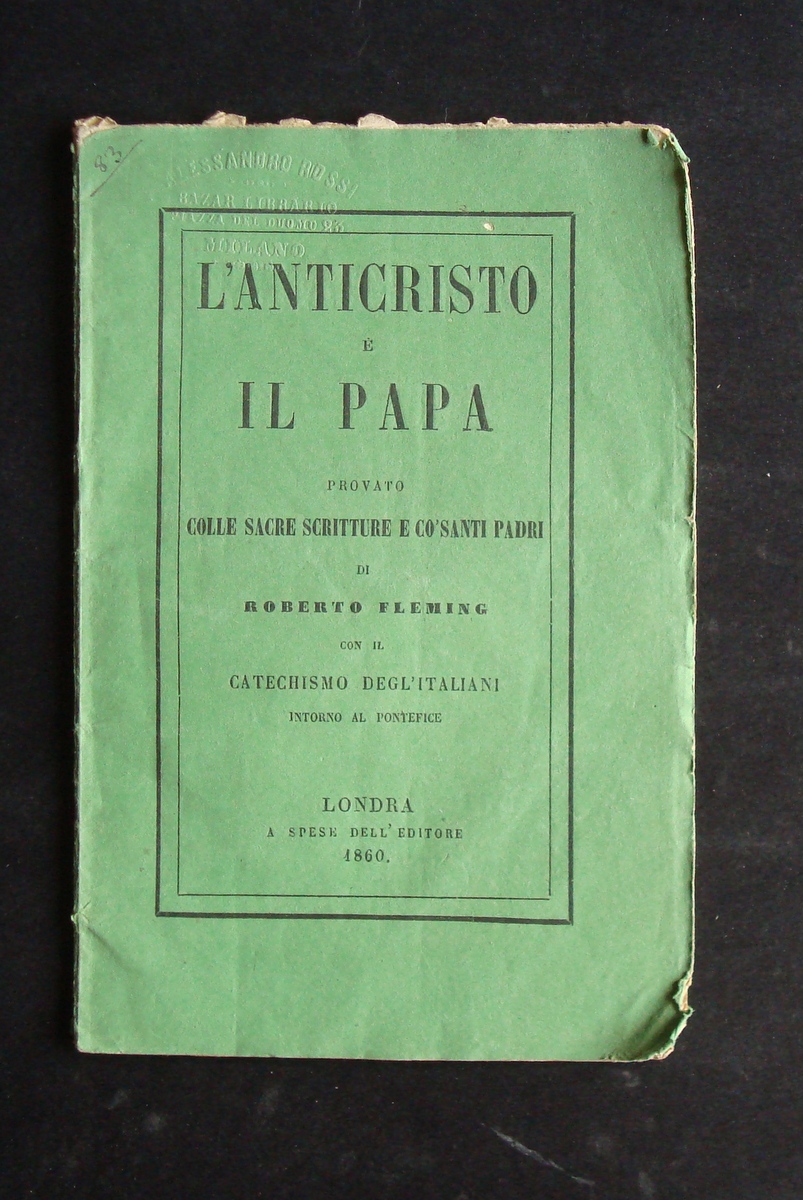 83
ALESSANDRO ROSSI
BAZAR LIBRARIO
PIAZZA DEL DUOMO 23
MILANO
L'ANTICRISTO
È
IL PAPA
PROVATO
COLLE SACRE SCRITTURE E CO'SANTI PADRI
DI
ROBERTO FLEMING
CON IL
CATECHISMO DEGL'ITALIANI
INTORNO AL PONTEFICE
LONDRA
A SPESE DELL'EDITORE
1860.